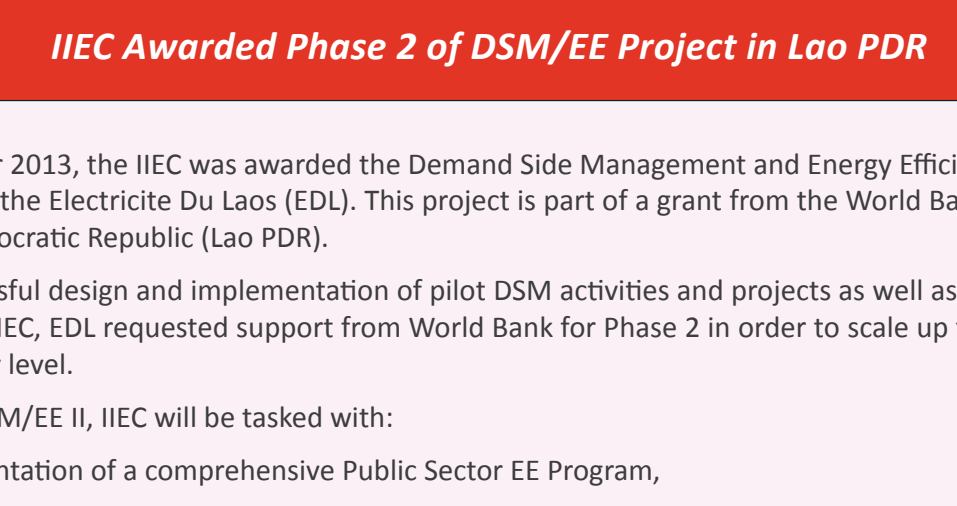 IIEC Awarded Phase 2 of DSM/EE Project in Lao PDR
2013, the IIEC was awarded the Demand Side Management and Energy Effici
the Electricite Du Laos (EDL). This project is part of a grant from the World Ba
ocratic Republic (Lao PDR).
sful design and implementation of pilot DSM activities and projects as well as
IEC, EDL requested support from World Bank for Phase 2 in order to scale up
level.
M/EE II, IIEC will be tasked with:
ntation of a comprehensive Public Sector EE Program,